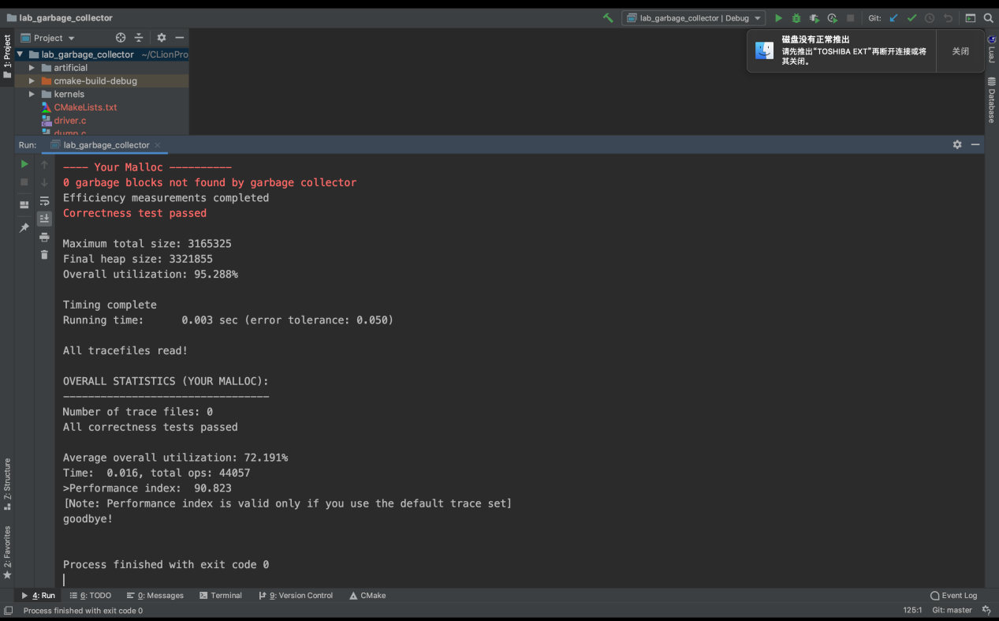 lab_garbage_collector
lab_garbage_collector | Debug
Git:
Project
磁盘没有正常推出
请先推出“TOSHIBA EXT”再断开连接或将
其关闭。
关闭
1: Project
lab_garbage_collector ~/CLionPro
artificial
cmake-build-debug
kernels
CMakeLists.txt
driver.c
dump.c
LuaJ
Database
Run:
lab_garbage_collector
---- Your Malloc ----------
0 garbage blocks not found by garbage collector
Efficiency measurements completed
Correctness test passed
Maximum total size: 3165325
Final heap size: 3321855
Overall utilization: 95.288%
Timing complete
Running time:      0.003 sec (error tolerance: 0.050)
All tracefiles read!
OVERALL STATISTICS (YOUR MALLOC):
---------------------------------
Number of trace files: 0
All correctness tests passed
Average overall utilization: 72.191%
Time:  0.016, total ops: 44057
>Performance index:  90.823
[Note: Performance index is valid only if you use the default trace set]
goodbye!
Process finished with exit code 0
Z: Structure
2: Favorites
4: Run
6: TODO
0: Messages
Terminal
9: Version Control
CMake
Event Log
Process finished with exit code 0
125:1
Git: master